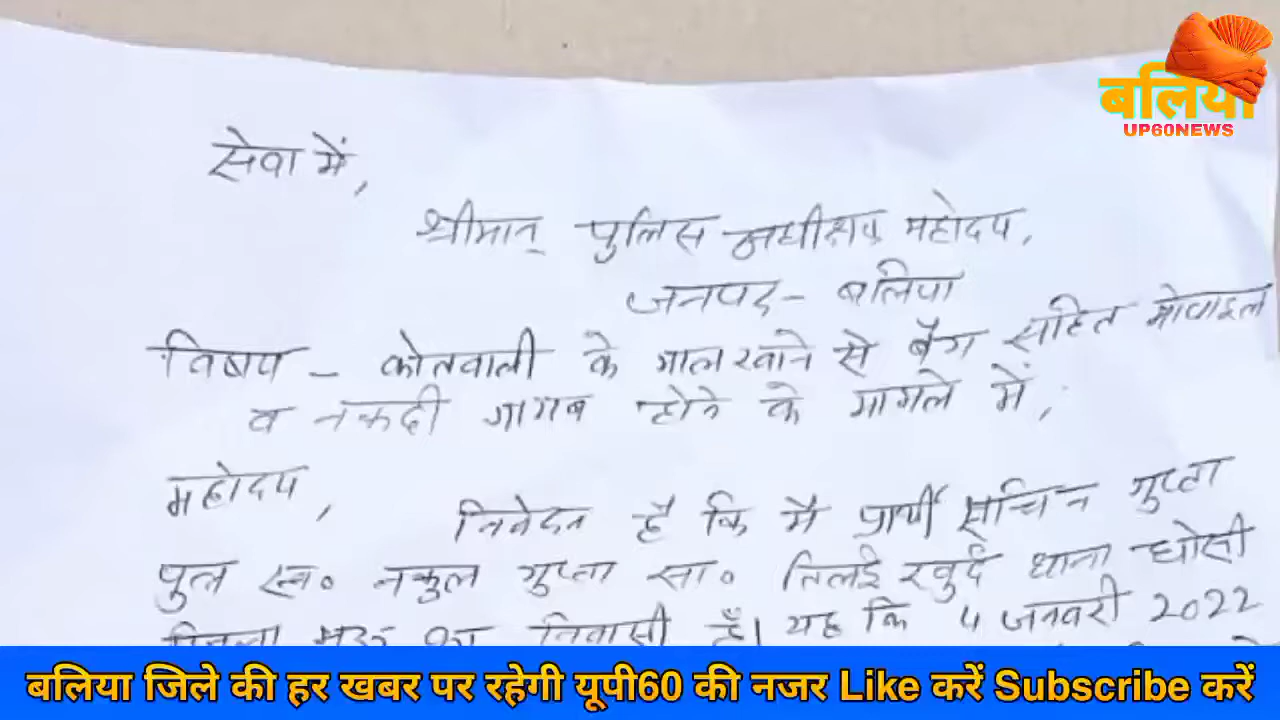 बलिया
UP60NEWS
सेवा में,
श्रीमान् पुलिस अधीक्षक महोदय,
जनपद - बलिया
विषय - कोतवाली के मालखाने से बैग सहित मोबाइल
व नकदी गायब होने के मामले में,
महोदय,
निवेदन है कि मै प्रार्थी सचिन गुप्ता
पुत्र स्व० नकुल गुप्ता सा० तिलई खुर्द थाना घोसी
जिला मऊ का निवासी हूँ। यह कि 4 जनवरी 2022
बलिया जिले की हर खबर पर रहेगी यूपी60 की नजर Like करें Subscribe करें